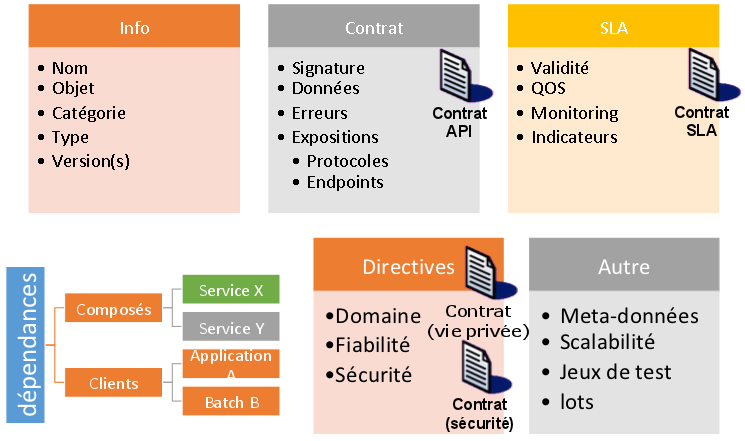 Info
• Nom
• Objet
• Catégorie
• Type
• Version(s)
Contrat
• Signature
• Données
• Erreurs
• Expositions
• Protocoles
• Endpoints
Contrat
API
SLA
• Validité
• QOS
• Monitoring
• Indicateurs
Contrat
SLA
dépendances
Composés
Service X
Service Y
Clients
Application
A
Batch B
Directives
•Domaine
•Fiabilité
•Sécurité
Contrat
(vie privée)
Contrat
(sécurité)
Autre
• Meta-données
• Scalabilité
• Jeux de test
• lots